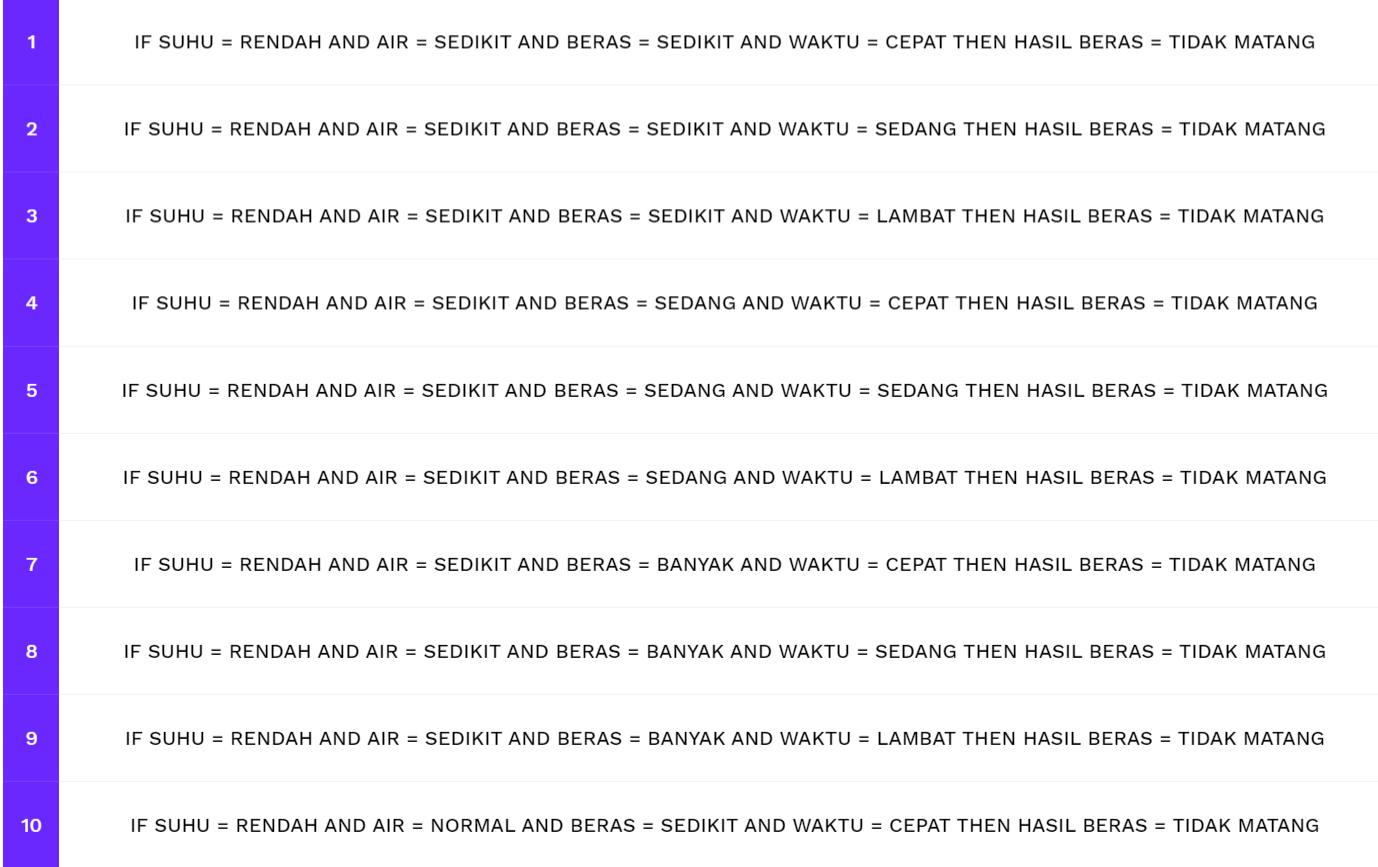 1 IF SUHU = RENDAH AND AIR = SEDIKIT AND BERAS = SEDIKIT AND WAKTU = CEPAT THEN HASIL BERAS = TIDAK MATANG
2 IF SUHU = RENDAH AND AIR = SEDIKIT AND BERAS = SEDIKIT AND WAKTU = SEDANG THEN HASIL BERAS = TIDAK MATANG
3 IF SUHU = RENDAH AND AIR = SEDIKIT AND BERAS = SEDIKIT AND WAKTU = LAMBAT THEN HASIL BERAS = TIDAK MATANG
4 IF SUHU = RENDAH AND AIR = SEDIKIT AND BERAS = SEDANG AND WAKTU = CEPAT THEN HASIL BERAS = TIDAK MATANG
5 IF SUHU = RENDAH AND AIR = SEDIKIT AND BERAS = SEDANG AND WAKTU = SEDANG THEN HASIL BERAS = TIDAK MATANG
6 IF SUHU = RENDAH AND AIR = SEDIKIT AND BERAS = SEDANG AND WAKTU = LAMBAT THEN HASIL BERAS = TIDAK MATANG
7 IF SUHU = RENDAH AND AIR = SEDIKIT AND BERAS = BANYAK AND WAKTU = CEPAT THEN HASIL BERAS = TIDAK MATANG
8 IF SUHU = RENDAH AND AIR = SEDIKIT AND BERAS = BANYAK AND WAKTU = SEDANG THEN HASIL BERAS = TIDAK MATANG
9 IF SUHU = RENDAH AND AIR = SEDIKIT AND BERAS = BANYAK AND WAKTU = LAMBAT THEN HASIL BERAS = TIDAK MATANG
10 IF SUHU = RENDAH AND AIR = NORMAL AND BERAS = SEDIKIT AND WAKTU = CEPAT THEN HASIL BERAS = TIDAK MATANG